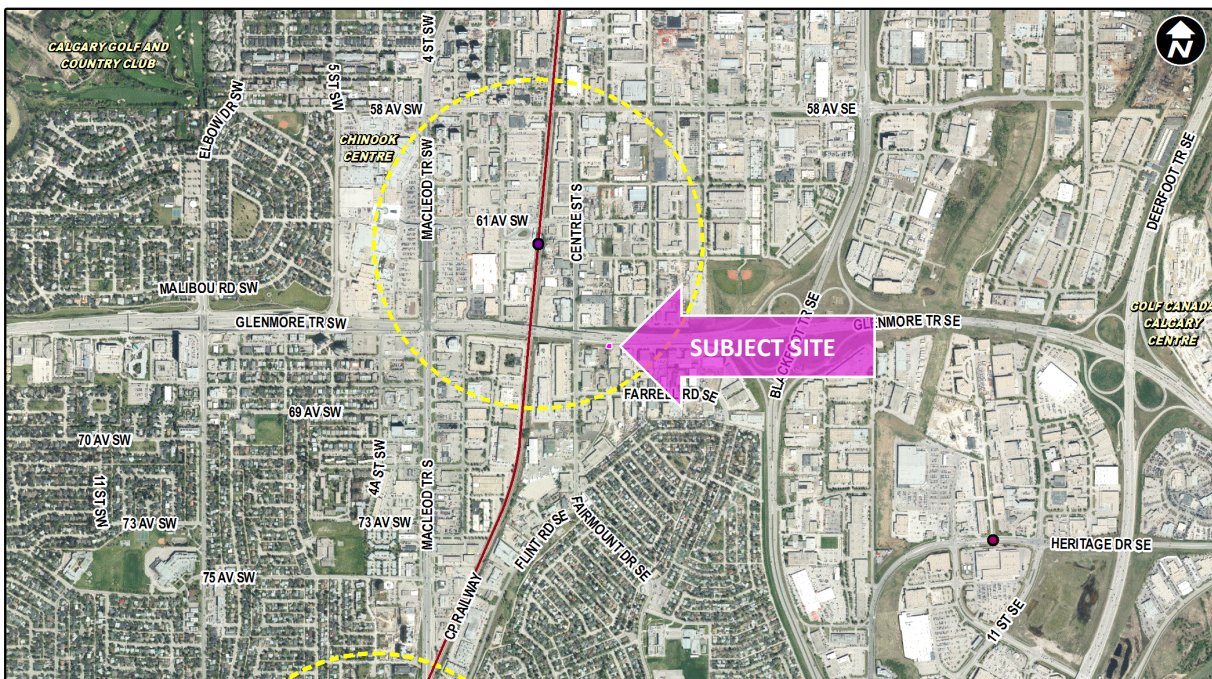 CALGARY GOLF AND
COUNTRY CLUB
N
4 ST SW
5 ST SW
ELBOW DR SW
58 AV SW
58 AV SE
CHINOOK
CENTRE
MACLEOD TR SW
DEERFOOT TR SE
61 AV SW
CENTRE ST S
MALIBOU RD SW
GLENMORE TR SW
GLENMORE TR SE
GOLF CANADA
CALGARY
CENTRE
SUBJECT SITE
BLACKFOOT TR SE
FARRELL RD SE
69 AV SW
70 AV SW
4A ST SW
MACLEOD TR S
11 ST SW
73 AV SW
73 AV SW
FLINT RD SE
FAIRMOUNT DR SE
HERITAGE DR SE
75 AV SW
CP RAILWAY
11 ST SE